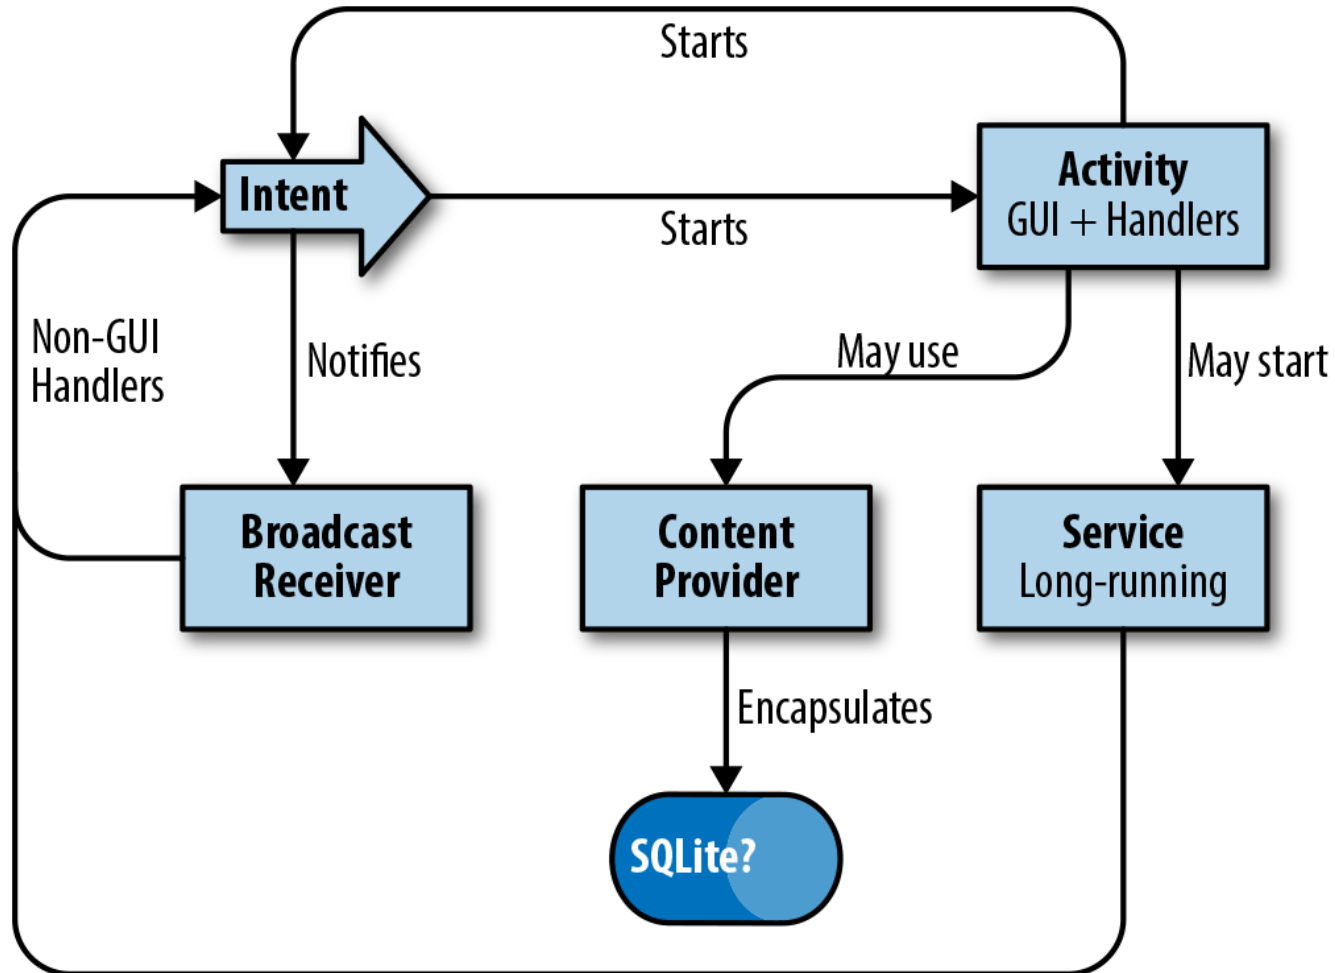 Starts
Intent
Starts
Activity
GUI + Handlers
Non-GUI
Handlers
Notifies
May use
May start
Broadcast
Receiver
Content
Provider
Service
Long-running
Encapsulates
SQLite?